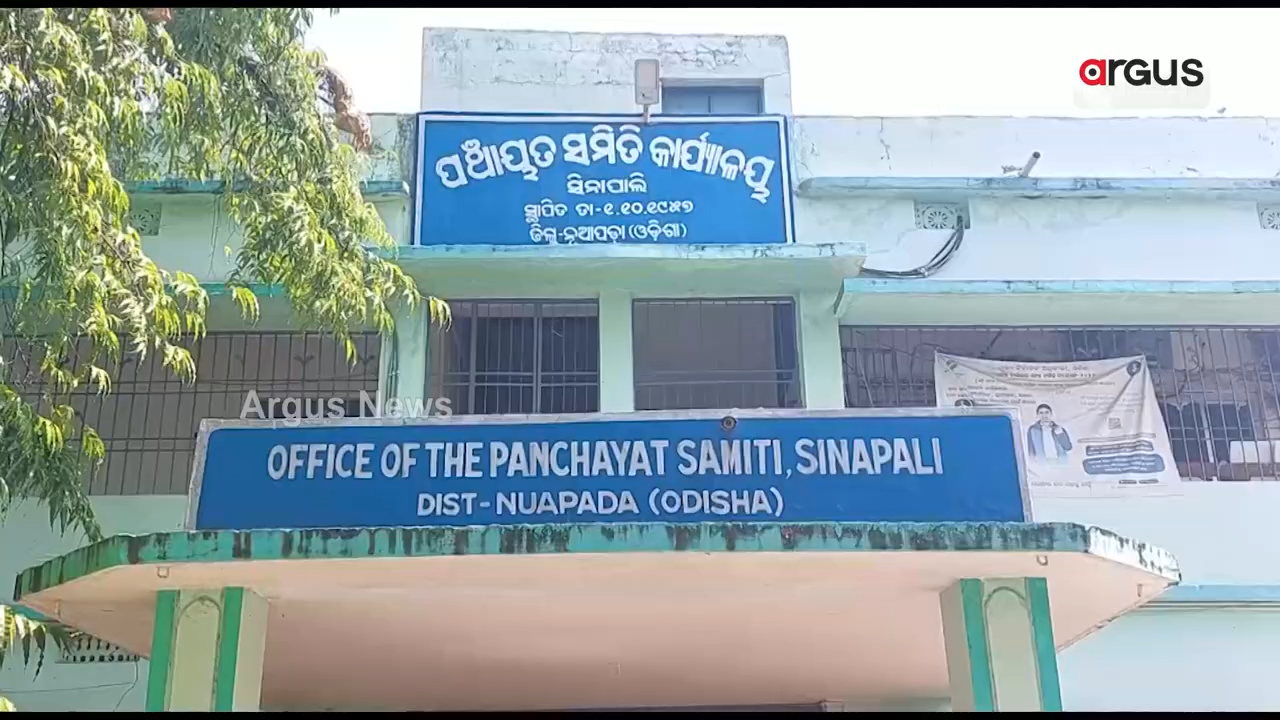 argus
ପଞ୍ଚାୟତ ସମିତି କାର୍ଯ୍ୟାଳୟ
ସିନାପାଲି
ସ୍ଥାପିତ ତା-୧.୧୦.୧୯୫୭
ଜିଲ୍ଲା-ନୂଆପଡ଼ା (ଓଡ଼ିଶା)
Argus News
OFFICE OF THE PANCHAYAT SAMITI, SINAPALI
DIST-NUAPADA (ODISHA)